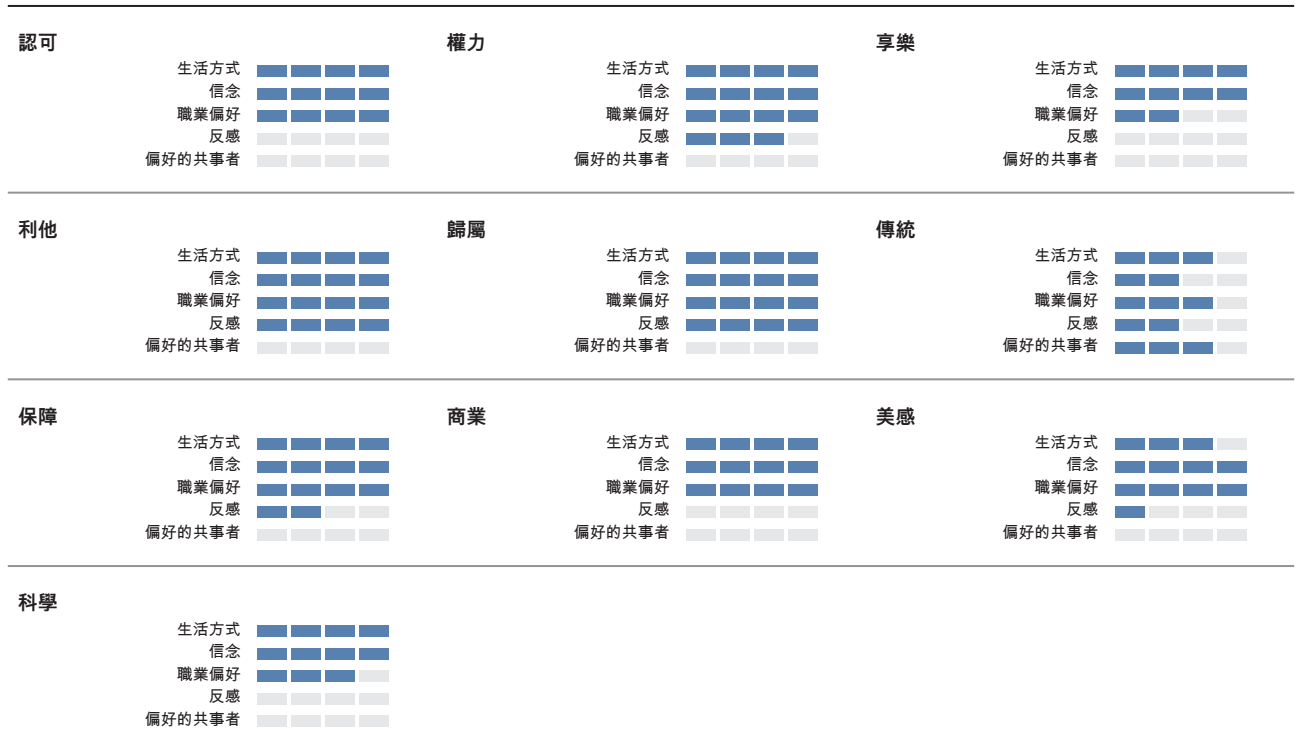 認可
生活方式
信念
職業偏好
反感
偏好的共事者
權力
生活方式
信念
職業偏好
反感
偏好的共事者
享樂
生活方式
信念
職業偏好
反感
偏好的共事者
利他
生活方式
信念
職業偏好
反感
偏好的共事者
歸屬
生活方式
信念
職業偏好
反感
偏好的共事者
傳統
生活方式
信念
職業偏好
反感
偏好的共事者
保障
生活方式
信念
職業偏好
反感
偏好的共事者
商業
生活方式
信念
職業偏好
反感
偏好的共事者
美感
生活方式
信念
職業偏好
反感
偏好的共事者
科學
生活方式
信念
職業偏好
反感
偏好的共事者